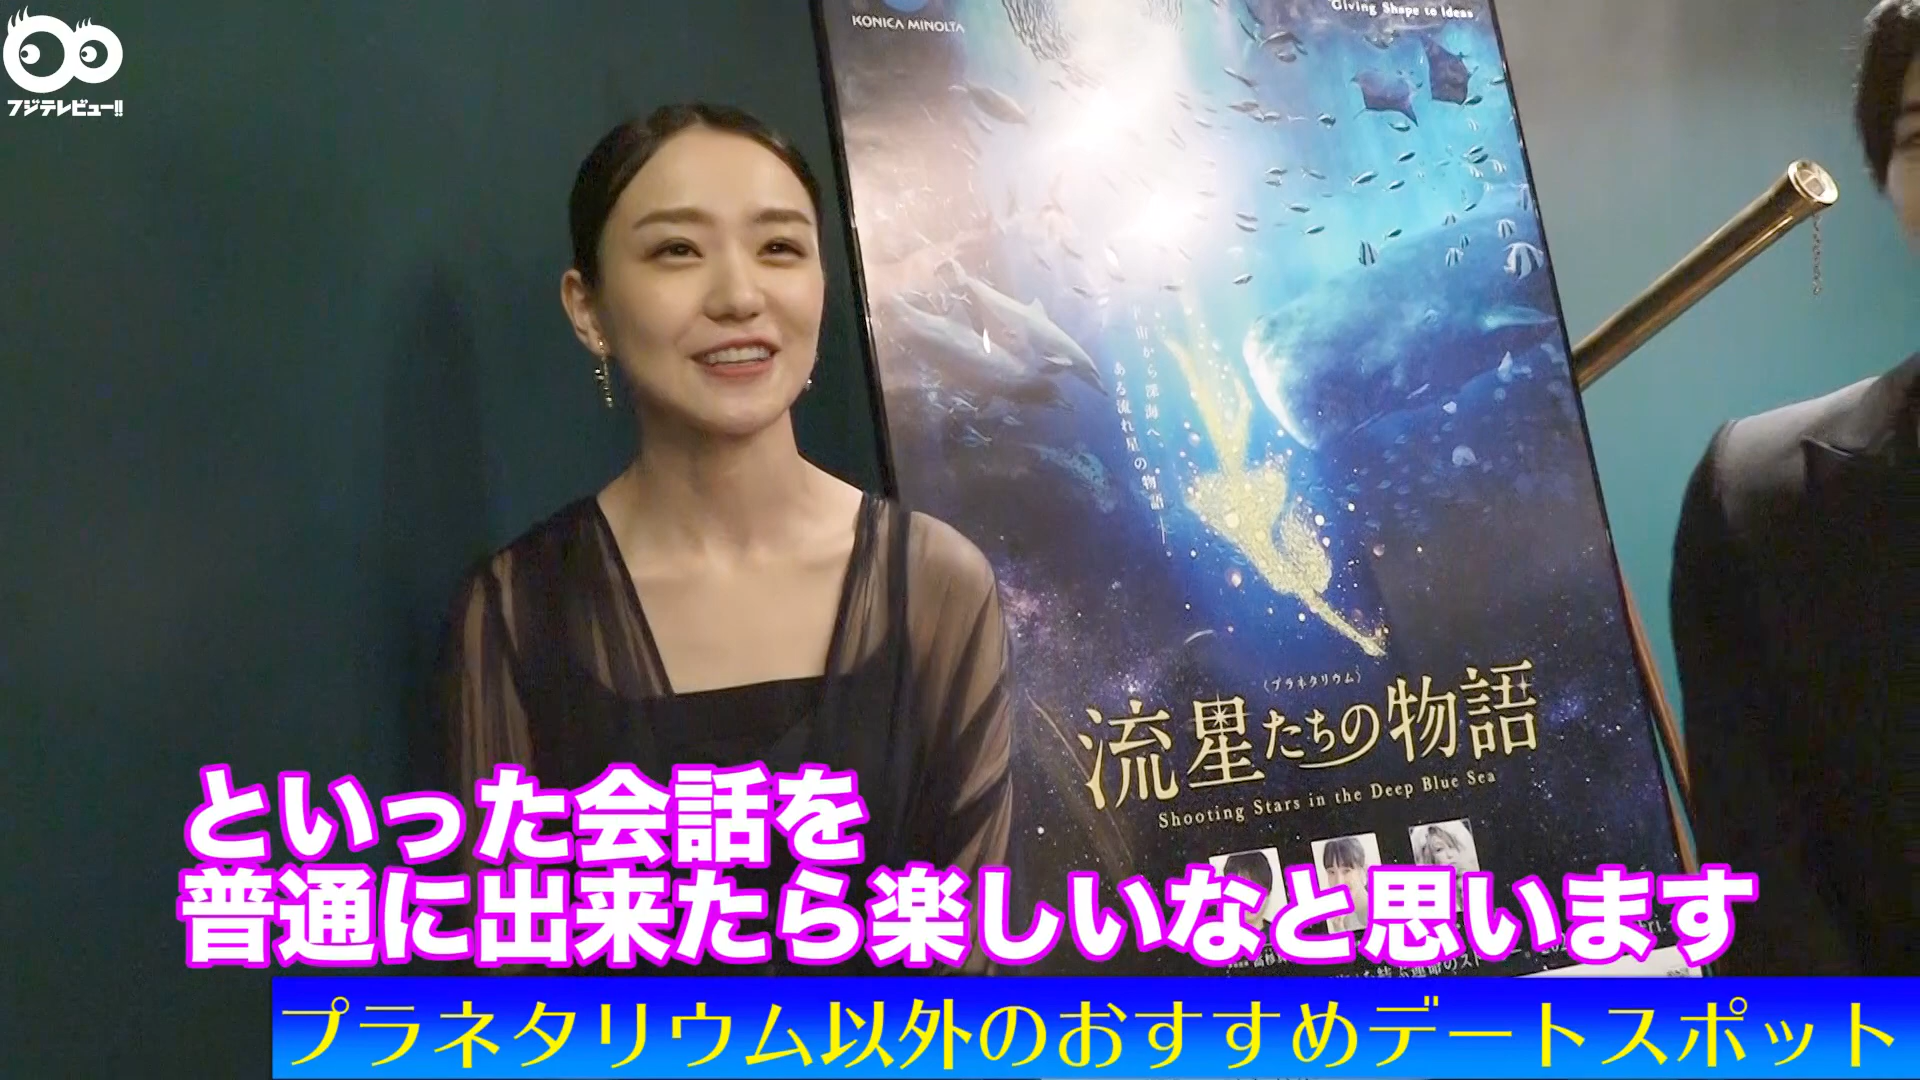 フジテレビュー!!
KONICA MINOLTA
Giving Shape to Ideas
宇宙から深海へ、
ある流れ星の物語―
〈プラネタリウム〉
流星たちの物語
Shooting Stars in the Deep Blue Sea
といった会話を
普通に出来たら楽しいなと思います
プラネタリウム以外のおすすめデートスポット